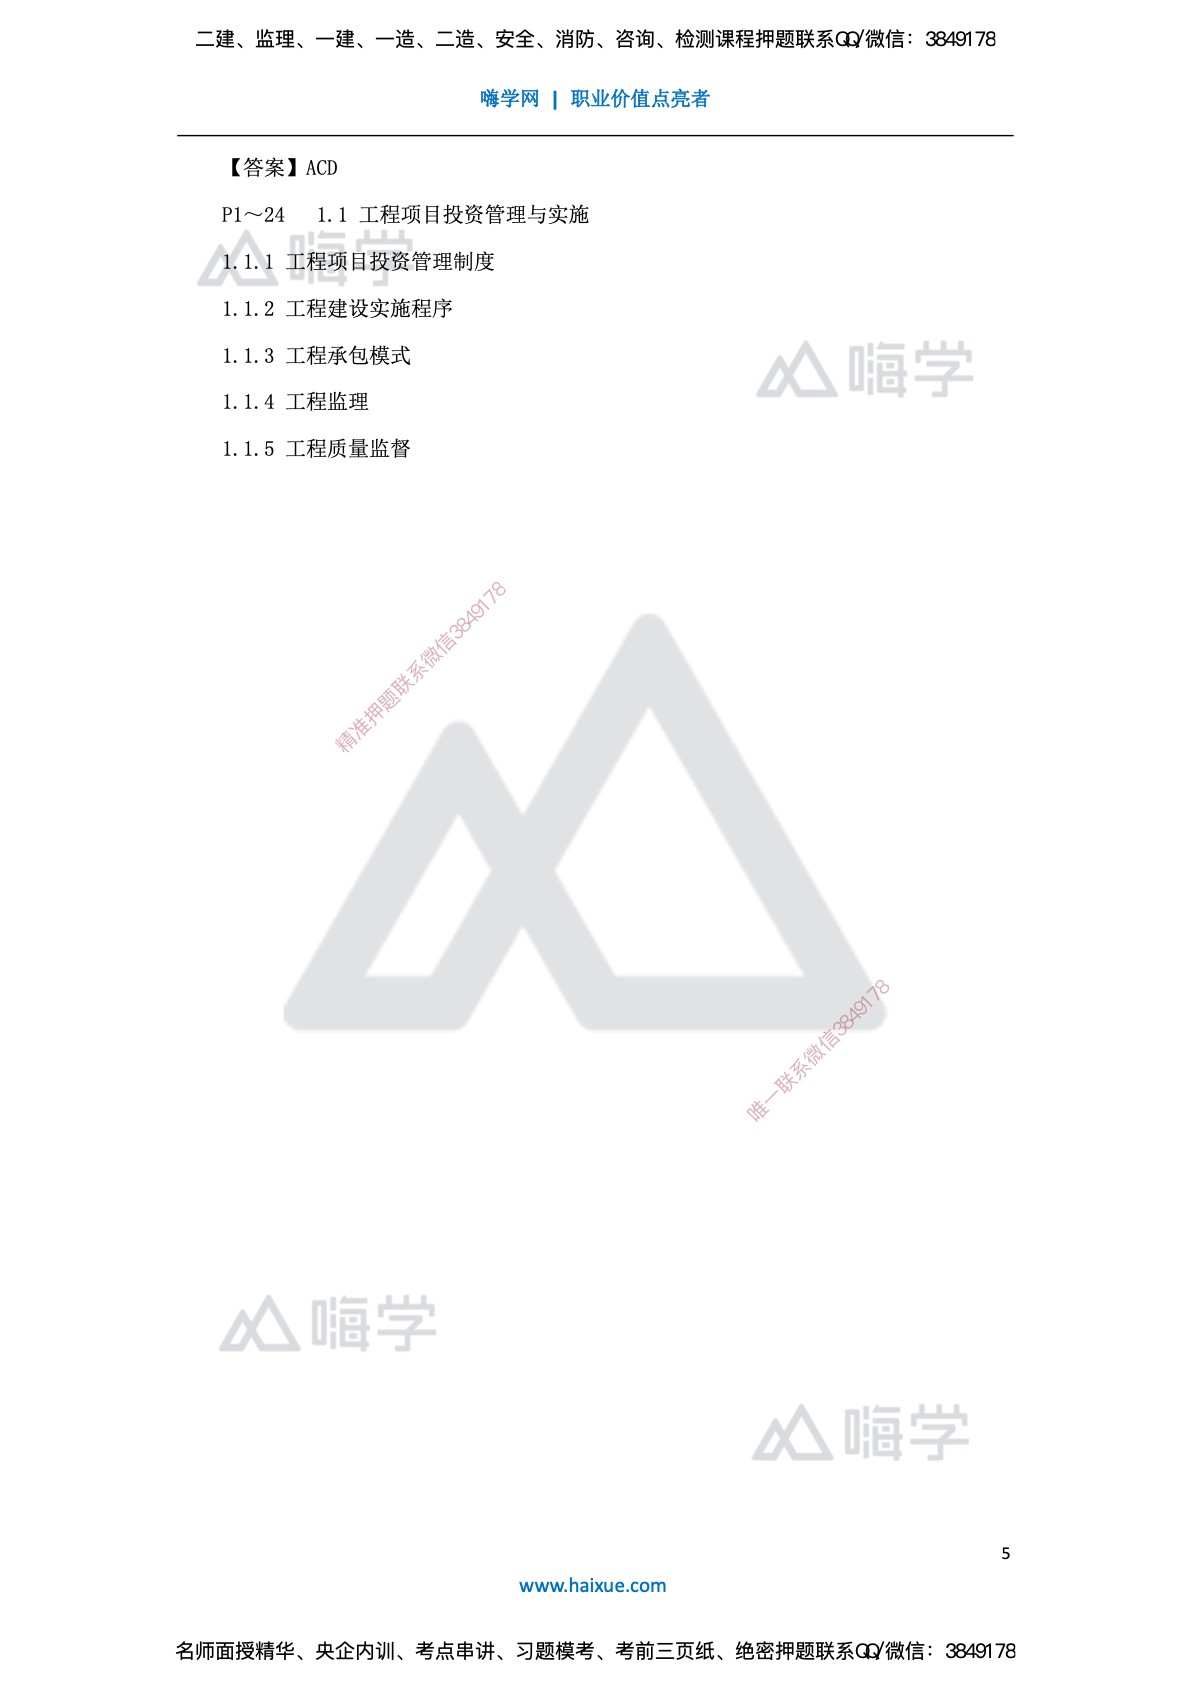 二建、监理、一建、一造、二造、安全、消防、咨询、检测课程押题联系QQ/微信：3849178
嗨学网 | 职业价值点亮者
【答案】ACD
P1～24 1.1 工程项目投资管理与实施
嗨学
1.1.1 工程项目投资管理制度
1.1.2 工程建设实施程序
1.1.3 工程承包模式
嗨学
1.1.4 工程监理
1.1.5 工程质量监督
精准押题联系微信3849178
唯一联系微信3849178
嗨学
嗨学
5
www.haixue.com
名师面授精华、央企内训、考点串讲、习题模考、考前三页纸、绝密押题联系QQ/微信：3849178